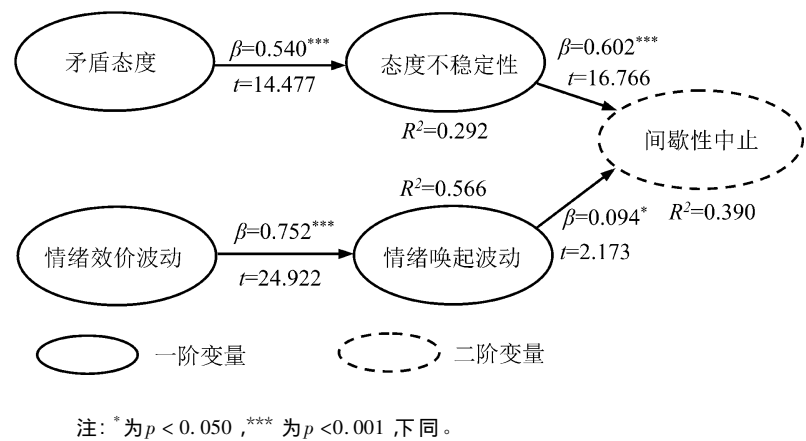 矛盾态度
β=0.540***
t=14.477
态度不稳定性
R²=0.292
β=0.602***
t=16.766
间歇性中止
R²=0.390
情绪效价波动
β=0.752***
t=24.922
R²=0.566
情绪唤起波动
β=0.094*
t=2.173
一阶变量
二阶变量
注: *为p < 0. 050 ,*** 为p <0.001 ,下同。